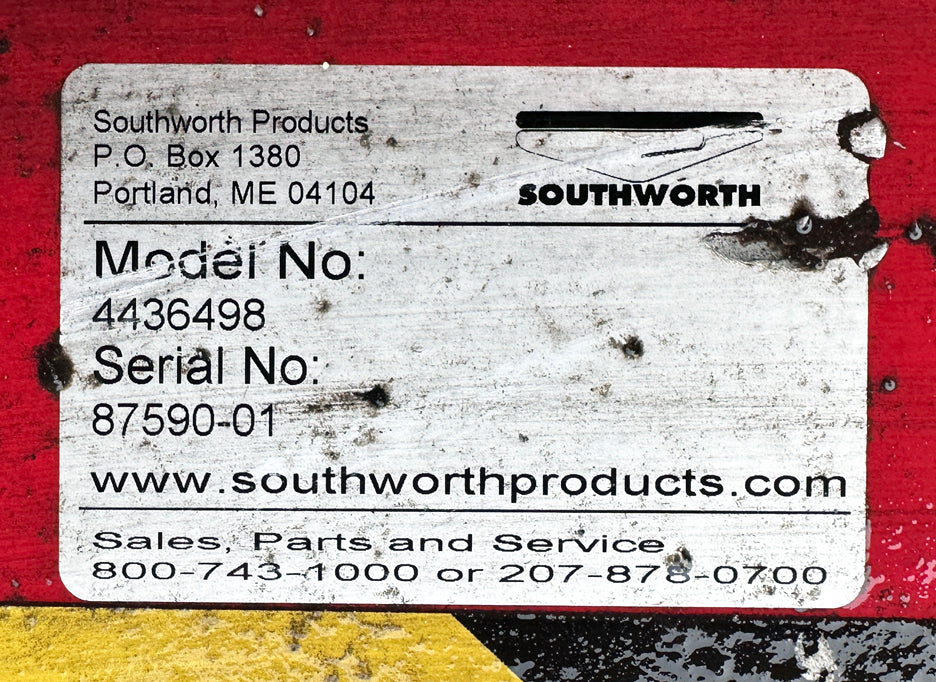 Southworth Products
P.O. Box 1380
Portland, ME 04104
SOUTHWORTH
Model No:
4436498
Serial No:
87590-01
www.southworthproducts.com
Sales, Parts and Service
800-743-1000 or 207-878-0700